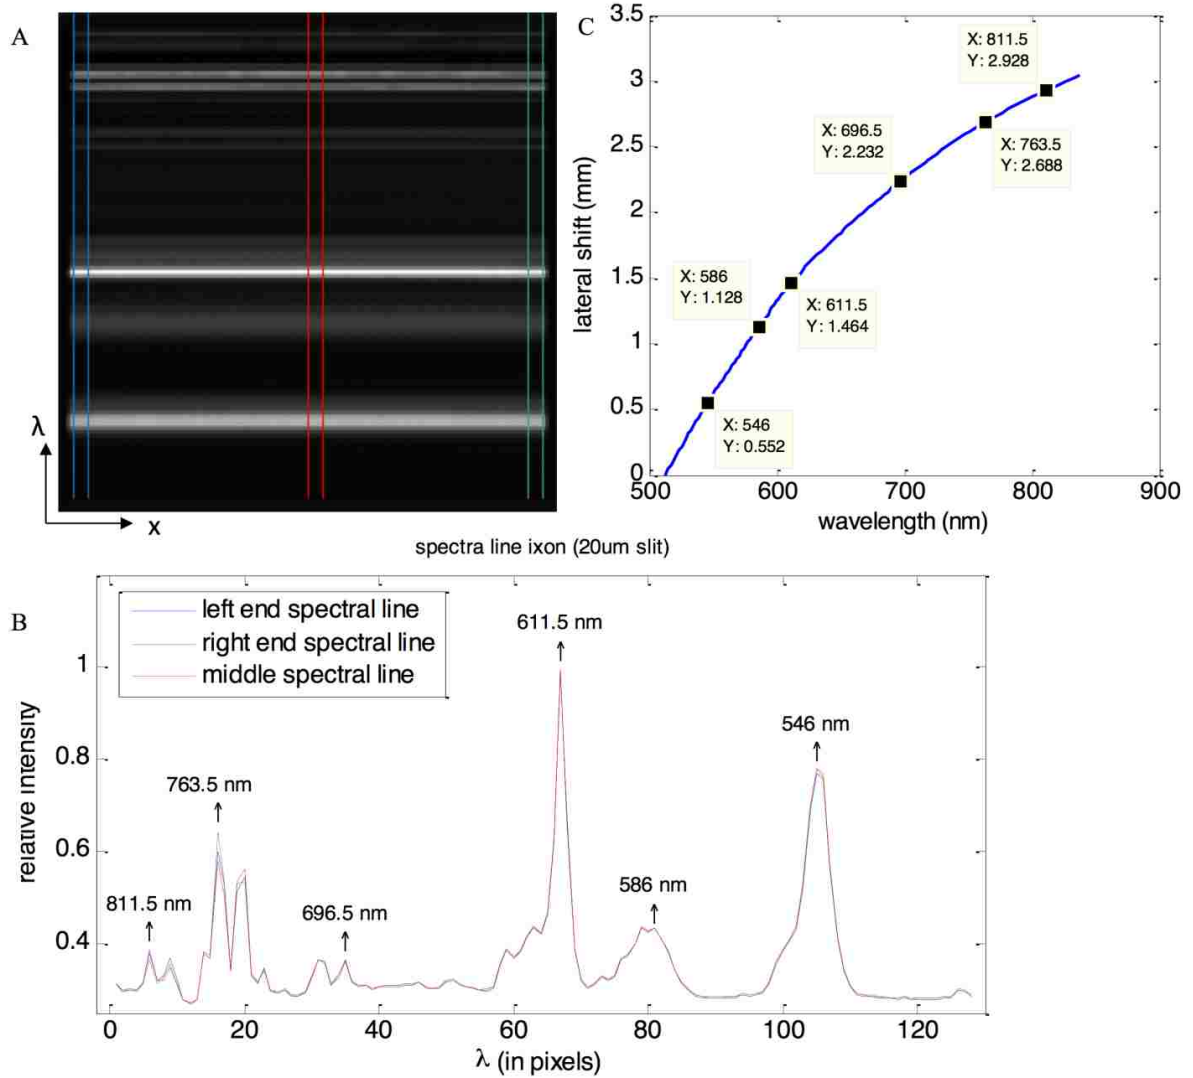 A
λ
x
C
3.5
3
2.5
2
1.5
1
0.5
0
lateral shift (mm)
X: 811.5
Y: 2.928
X: 696.5
Y: 2.232
X: 763.5
Y: 2.688
X: 586
Y: 1.128
X: 611.5
Y: 1.464
X: 546
Y: 0.552
500 600 700 800 900
wavelength (nm)
spectra line ixon (20um slit)
B
left end spectral line
right end spectral line
middle spectral line
1
0.8
0.6
0.4
relative intensity
611.5 nm
546 nm
763.5 nm
586 nm
811.5 nm
696.5 nm
0 20 40 60 80 100 120
λ (in pixels)